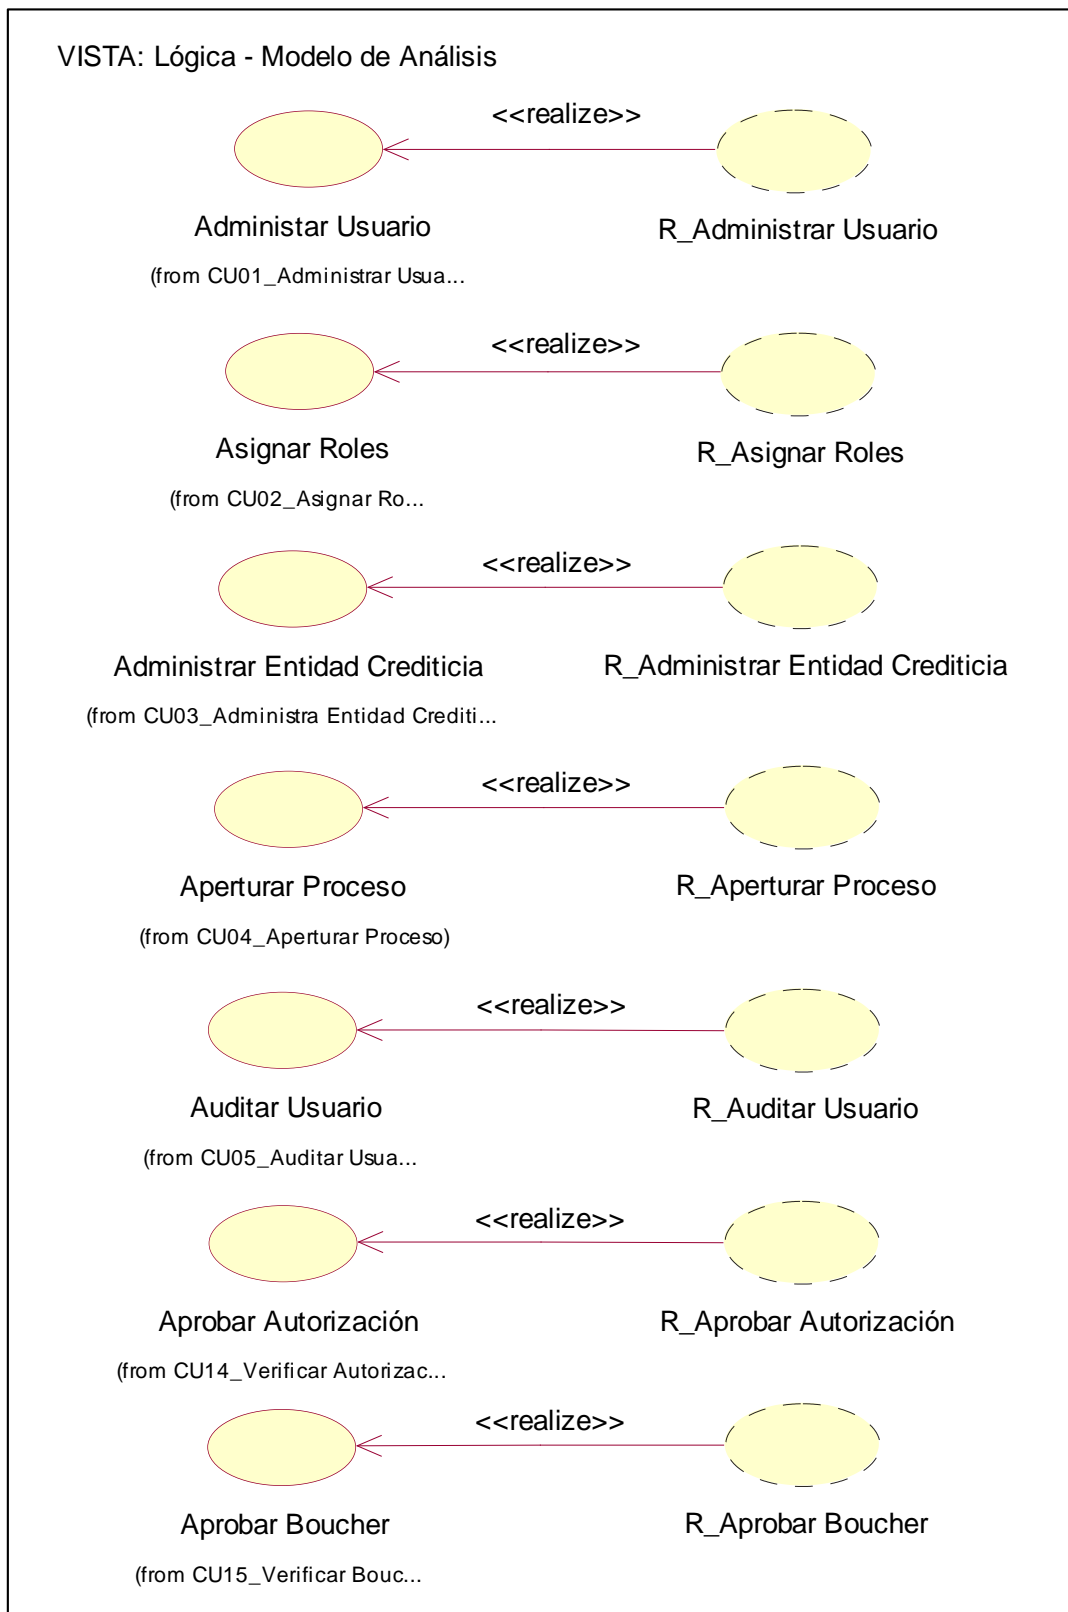 VISTA: Lógica - Modelo de Análisis
<<realize>>
Administar Usuario
R_Administrar Usuario
(from CU01_Administrar Usua...
<<realize>>
Asignar Roles
R_Asignar Roles
(from CU02_Asignar Ro...
<<realize>>
Administrar Entidad Crediticia
R_Administrar Entidad Crediticia
(from CU03_Administra Entidad Crediti...
<<realize>>
Aperturar Proceso
R_Aperturar Proceso
(from CU04_Aperturar Proceso)
<<realize>>
Auditar Usuario
R_Auditar Usuario
(from CU05_Auditar Usua...
<<realize>>
Aprobar Autorización
R_Aprobar Autorización
(from CU14_Verificar Autorizac...
<<realize>>
Aprobar Boucher
R_Aprobar Boucher
(from CU15_Verificar Bouc...